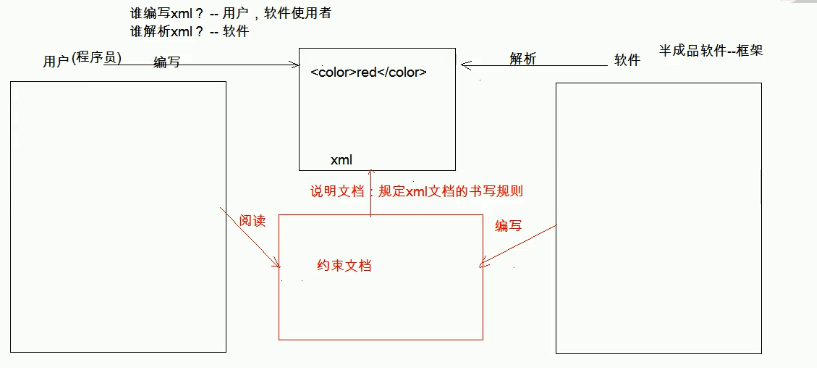 谁编写xml？ -- 用户，软件使用者
谁解析xml？ -- 软件
用户(程序员)
编写
<color>red</color>
解析
软件
半成品软件--框架
xml
说明文档：规定xml文档的书写规则
阅读
编写
约束文档